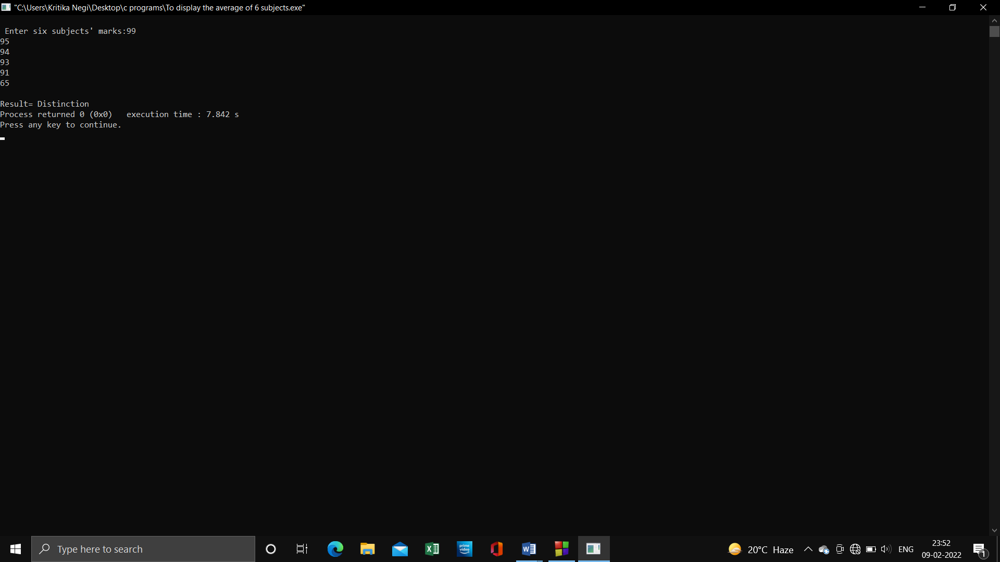 "C:\Users\Kritika Negi\Desktop\c programs\To display the average of 6 subjects.exe"
Enter six subjects' marks:99
95
94
93
91
65
Result= Distinction
Process returned 0 (0x0)   execution time : 7.842 s
Press any key to continue.
Type here to search
prime video
20°C Haze
ENG
23:52
09-02-2022
1